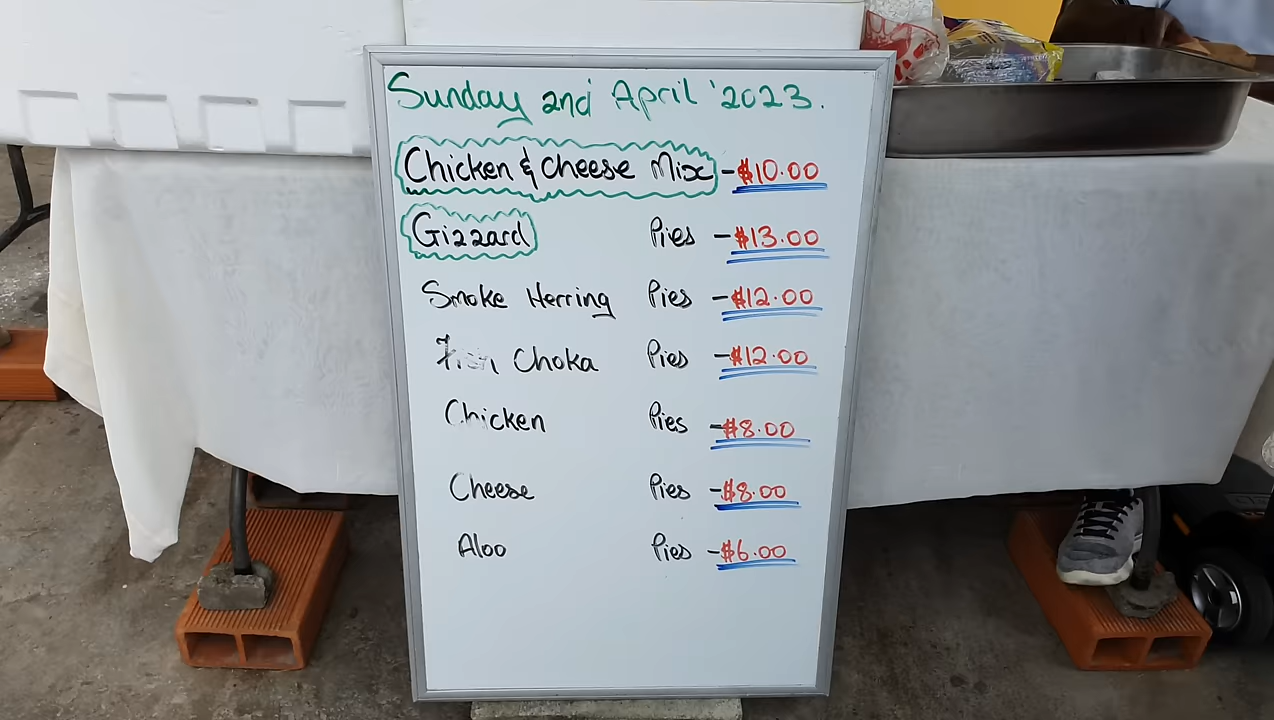 Sunday 2nd April '2023.
Chicken & Cheese Mix - $10.00
Gizzard Pies - $13.00
Smoke Herring Pies - $12.00
Fish Choka Pies - $12.00
Chicken Pies - $8.00
Cheese Pies - $8.00
Aloo Pies - $6.00